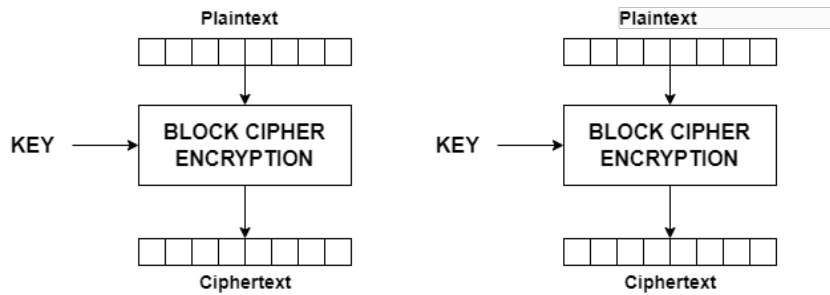 Plaintext
KEY
BLOCK CIPHER
ENCRYPTION
Ciphertext
Plaintext
KEY
BLOCK CIPHER
ENCRYPTION
Ciphertext